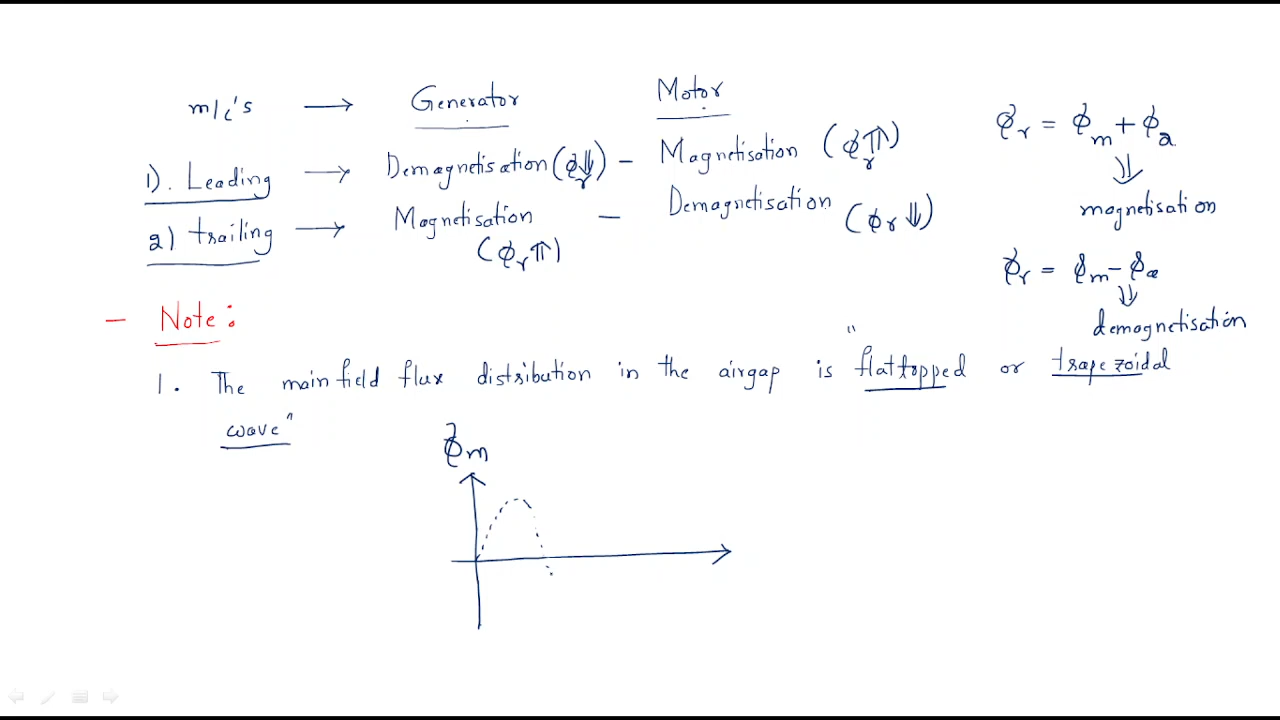 m/c's → Generator Motor
1). Leading → Demagnetisation (ϕr⇓) – Magnetisation (ϕr⇑)
2) trailing → Magnetisation – Demagnetisation (ϕr⇓)
(ϕr⇑)
ϕr = ϕm + ϕa
⇓
magnetisation
ϕr = ϕm – ϕa
⇓
demagnetisation
– Note:
1. The main field flux distribution in the airgap is "flattopped or trapezoidal
wave"
ϕm